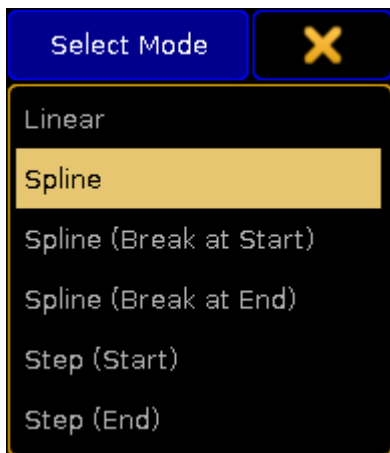 Select Mode
Linear
Spline
Spline (Break at Start)
Spline (Break at End)
Step (Start)
Step (End)